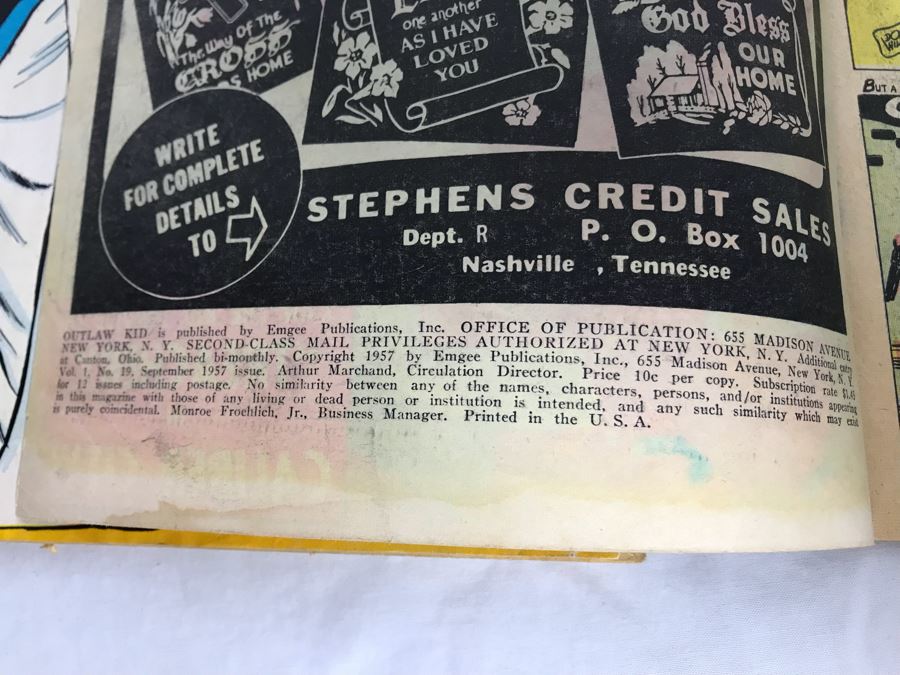 The Way Of The
CROSS
HOME
one another
AS I HAVE
LOVED
YOU
God Bless
OUR
HOME
WRITE
FOR COMPLETE
DETAILS
TO
STEPHENS CREDIT SALES
Dept. R P. O. Box 1004
Nashville , Tennessee
BUT A
OUTLAW KID is published by Emgee Publications, Inc. OFFICE OF PUBLICATION: 655 MADISON AVENUE
NEW YORK, N. Y. SECOND-CLASS MAIL PRIVILEGES AUTHORIZED AT NEW YORK, N. Y. Additional entry
at Canton, Ohio. Published bi-monthly. Copyright 1957 by Emgee Publications, Inc., 655 Madison Avenue, New York, N. Y.
Vol. 1, No. 19, September 1957 issue. Arthur Marchand, Circulation Director. Price 10c per copy. Subscription rate $1.45
for 12 issues including postage. No similarity between any of the names, characters, persons, and/or institutions appearing
in this magazine with those of any living or dead person or institution is intended, and any such similarity which may exist
is purely coincidental. Monroe Froehlich, Jr., Business Manager. Printed in the U. S. A.